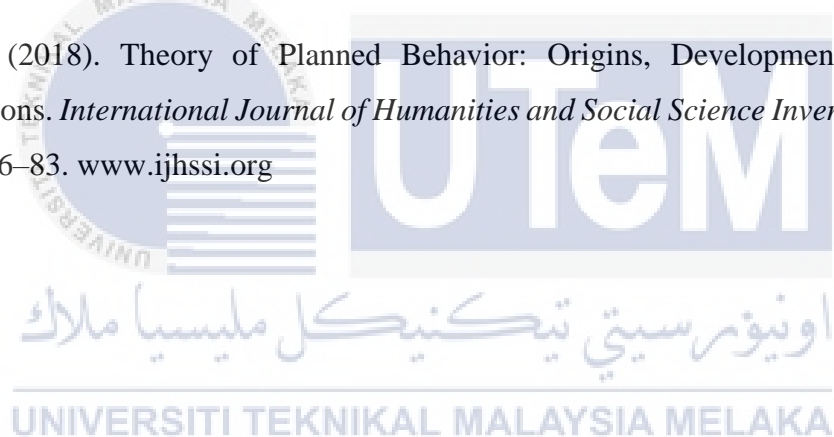 (2018). Theory of Planned Behavior: Origins, Developmen
ons. International Journal of Humanities and Social Science Inver
6–83. www.ijhssi.org
UTeM
اونيۏرسيتي تيكنيكل مليسيا ملاك
UNIVERSITI TEKNIKAL MALAYSIA MELAKA